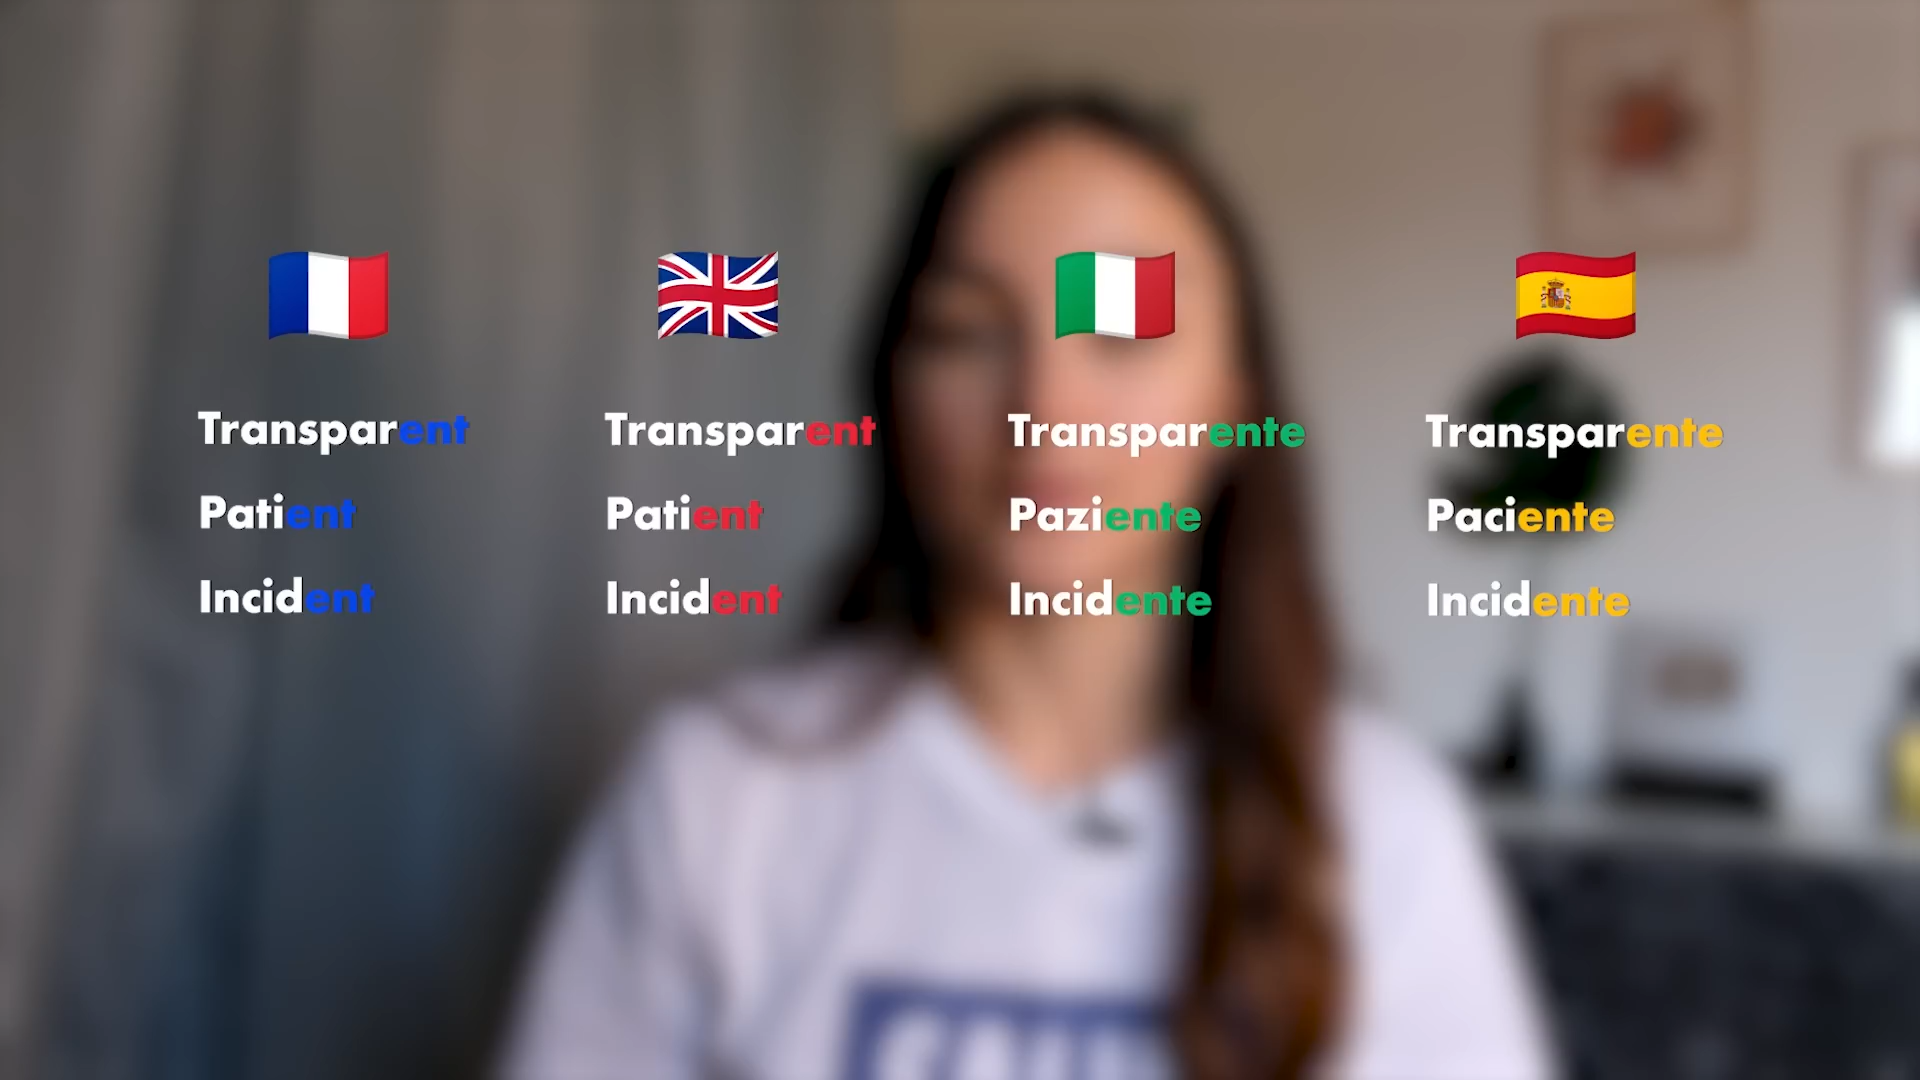 Transparent
Patient
Incident
Transparent
Patient
Incident
Transparente
Paziente
Incidente
Transparente
Paciente
Incidente